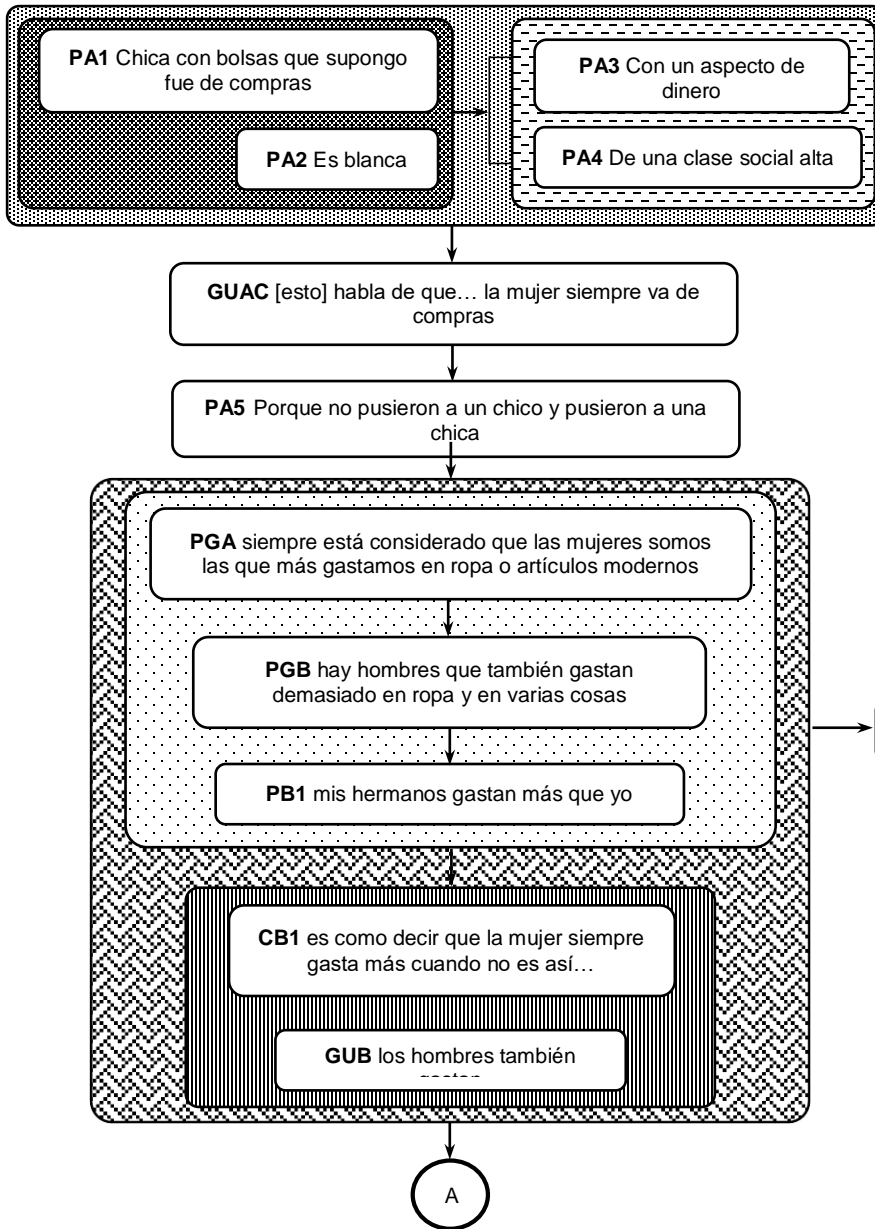 PA1 Chica con bolsas que supongo
fue de compras
PA2 Es blanca
PA3 Con un aspecto de
dinero
PA4 De una clase social alta
GUAC [esto] habla de que… la mujer siempre va de
compras
PA5 Porque no pusieron a un chico y pusieron a una
chica
PGA siempre está considerado que las mujeres somos
las que más gastamos en ropa o artículos modernos
PGB hay hombres que también gastan
demasiado en ropa y en varias cosas
PB1 mis hermanos gastan más que yo
CB1 es como decir que la mujer siempre
gasta más cuando no es así…
GUB los hombres también
A